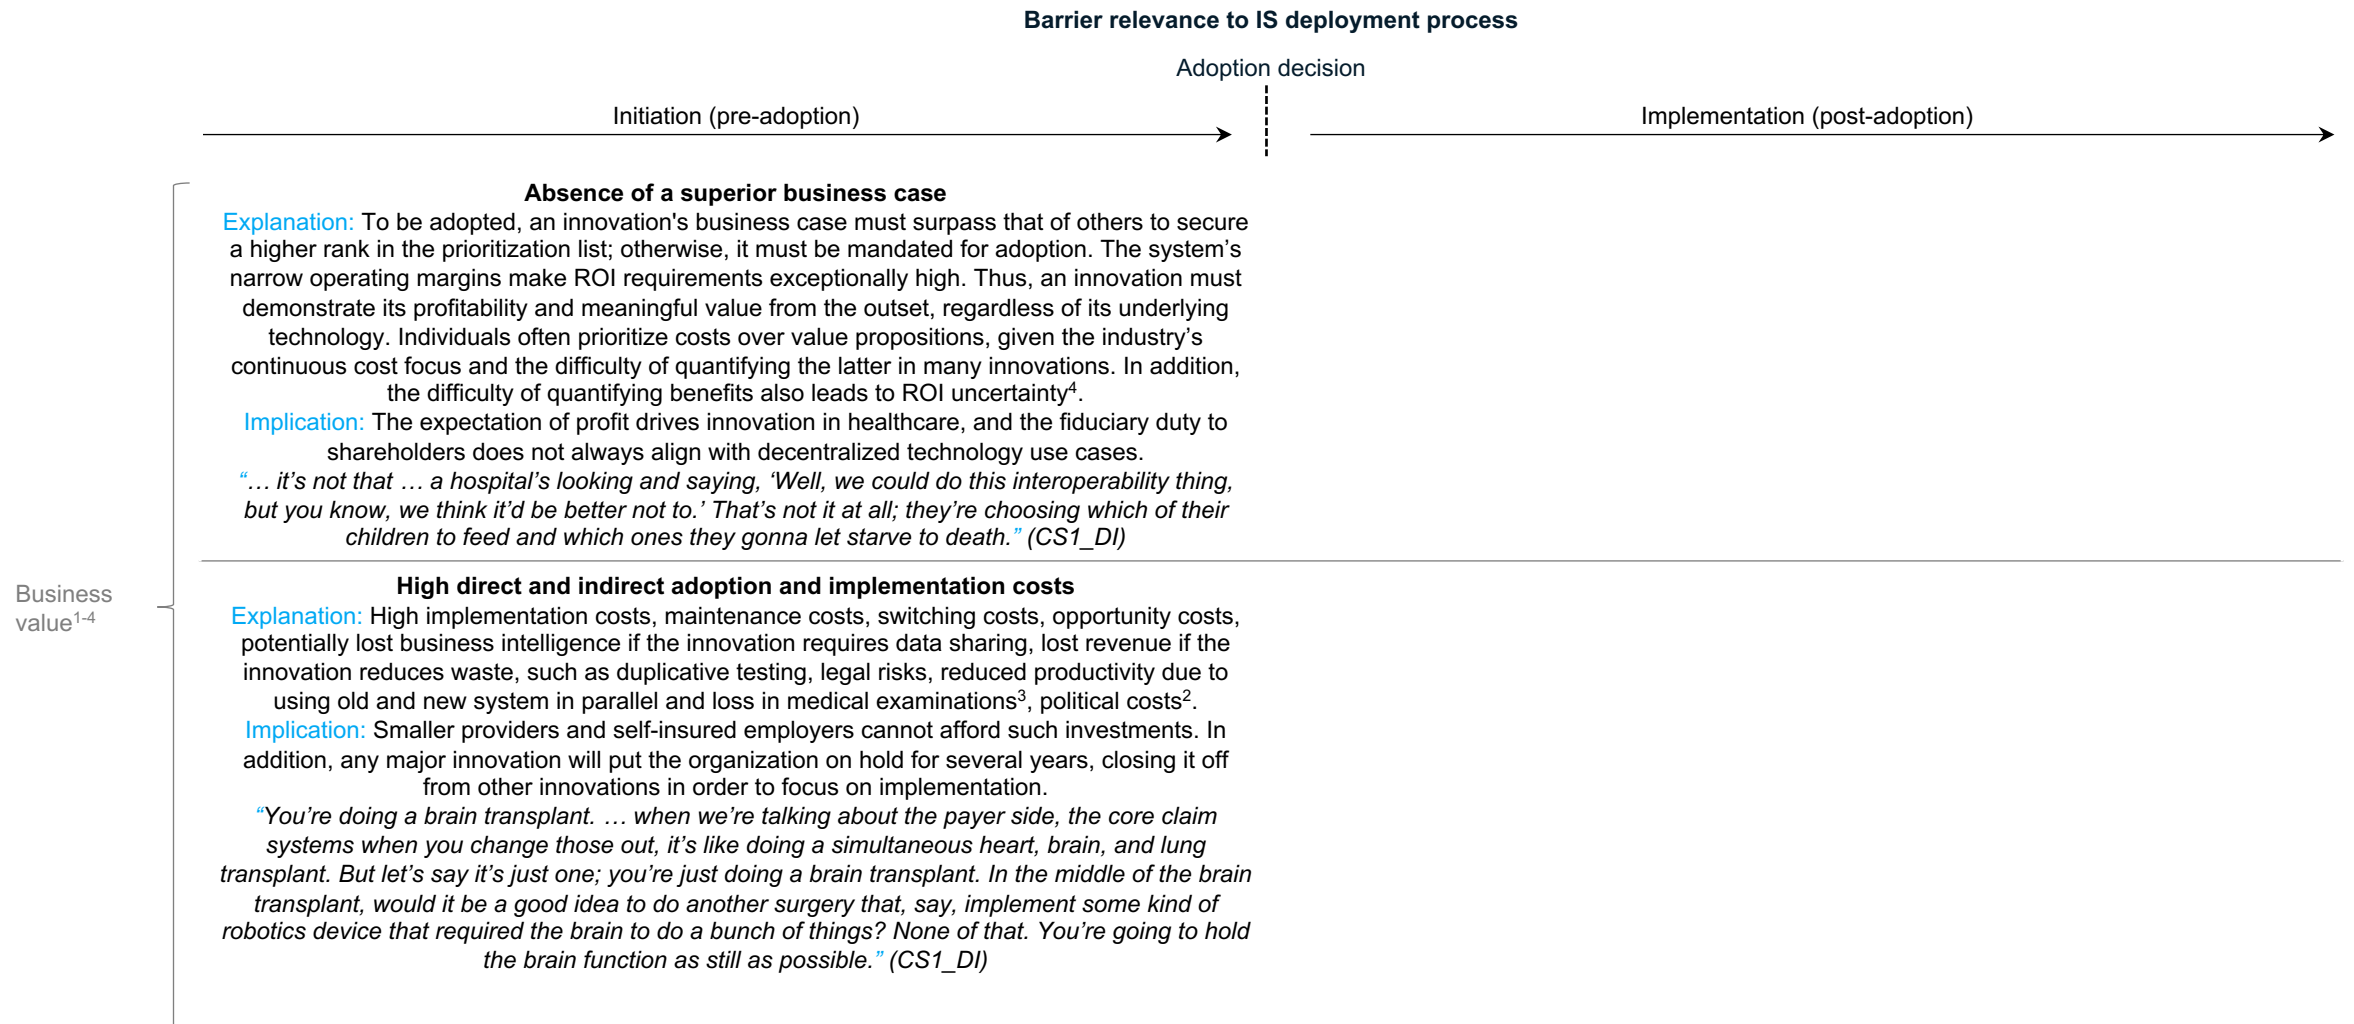 Barrier relevance to IS deployment process
Adoption decision
Initiation (pre-adoption)
Implementation (post-adoption)
Absence of a superior business case
Explanation: To be adopted, an innovation's business case must surpass that of others to secure
a higher rank in the prioritization list; otherwise, it must be mandated for adoption. The system’s
narrow operating margins make ROI requirements exceptionally high. Thus, an innovation must
demonstrate its profitability and meaningful value from the outset, regardless of its underlying
technology. Individuals often prioritize costs over value propositions, given the industry’s
continuous cost focus and the difficulty of quantifying the latter in many innovations. In addition,
the difficulty of quantifying benefits also leads to ROI uncertainty⁴.
Implication: The expectation of profit drives innovation in healthcare, and the fiduciary duty to
shareholders does not always align with decentralized technology use cases.
“… it’s not that … a hospital’s looking and saying, ‘Well, we could do this interoperability thing,
but you know, we think it’d be better not to.’ That’s not it at all; they’re choosing which of their
children to feed and which ones they gonna let starve to death.” (CS1_DI)
Business
value¹⁻⁴
High direct and indirect adoption and implementation costs
Explanation: High implementation costs, maintenance costs, switching costs, opportunity costs,
potentially lost business intelligence if the innovation requires data sharing, lost revenue if the
innovation reduces waste, such as duplicative testing, legal risks, reduced productivity due to
using old and new system in parallel and loss in medical examinations³, political costs².
Implication: Smaller providers and self-insured employers cannot afford such investments. In
addition, any major innovation will put the organization on hold for several years, closing it off
from other innovations in order to focus on implementation.
“You’re doing a brain transplant. … when we’re talking about the payer side, the core claim
systems when you change those out, it’s like doing a simultaneous heart, brain, and lung
transplant. But let’s say it’s just one; you’re just doing a brain transplant. In the middle of the brain
transplant, would it be a good idea to do another surgery that, say, implement some kind of
robotics device that required the brain to do a bunch of things? None of that. You’re going to hold
the brain function as still as possible.” (CS1_DI)